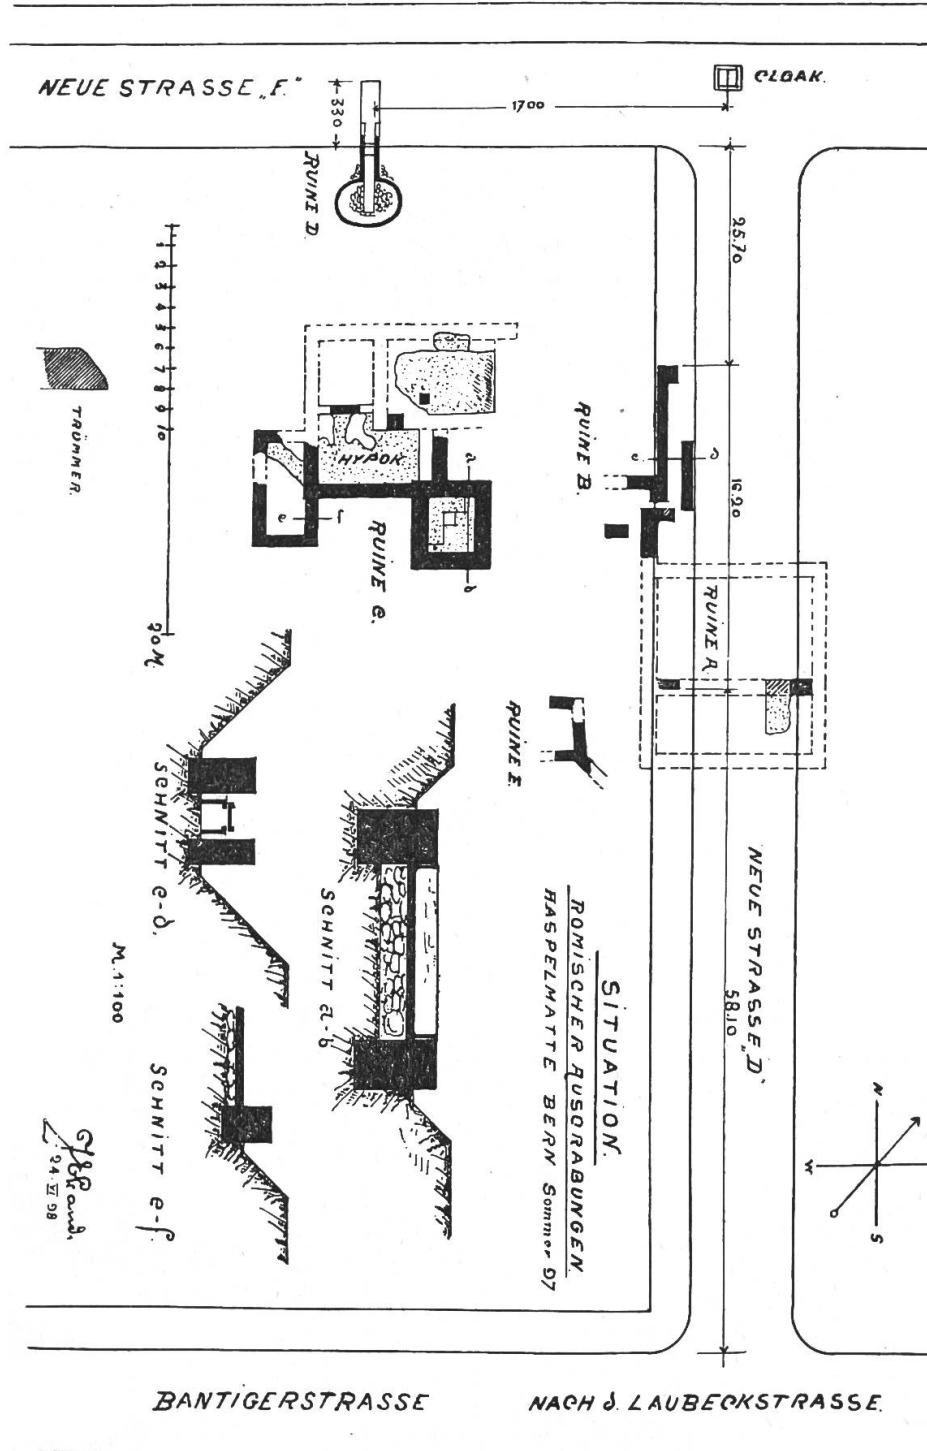 NEUE STRASSE „F."
CLOAK.
330
1700
RUINE D.
25.70
1
2
3
4
5
6
7
8
9
10
20 M.
TRÜMMER.
HYPOK
a
b
e
f
RUINE C.
RUINE B.
c
c
16.20
RUINE A.
RUINE E.
SCHNITT c-d.
SCHNITT a-b
M. 1:100
SCHNITT e-f.
SITUATION.
RÖMISCHER AUSGRABUNGEN.
HASPELMATTE BERN Sommer 97
NEUE STRASSE „D"
58.10
N
W
S
24. VI 98
BANTIGERSTRASSE
NACH d. LAUBECKSTRASSE.